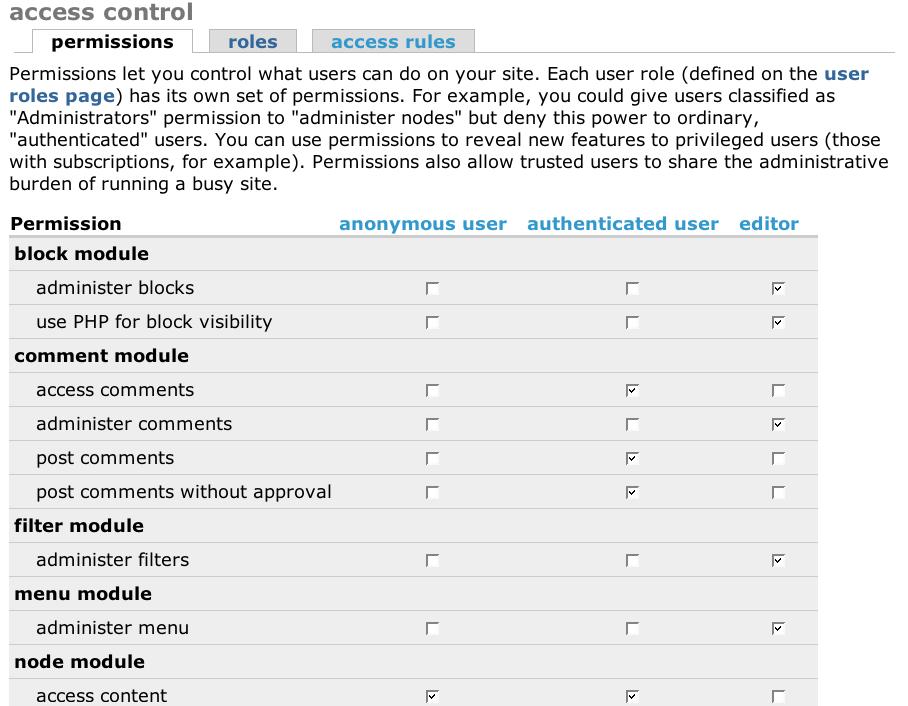 access control
permissions roles access rules
Permissions let you control what users can do on your site. Each user role (defined on the user
roles page) has its own set of permissions. For example, you could give users classified as
"Administrators" permission to "administer nodes" but deny this power to ordinary,
"authenticated" users. You can use permissions to reveal new features to privileged users (those
with subscriptions, for example). Permissions also allow trusted users to share the administrative
burden of running a busy site.
Permission anonymous user authenticated user editor
block module
administer blocks
use PHP for block visibility
comment module
access comments
administer comments
post comments
post comments without approval
filter module
administer filters
menu module
administer menu
node module
access content